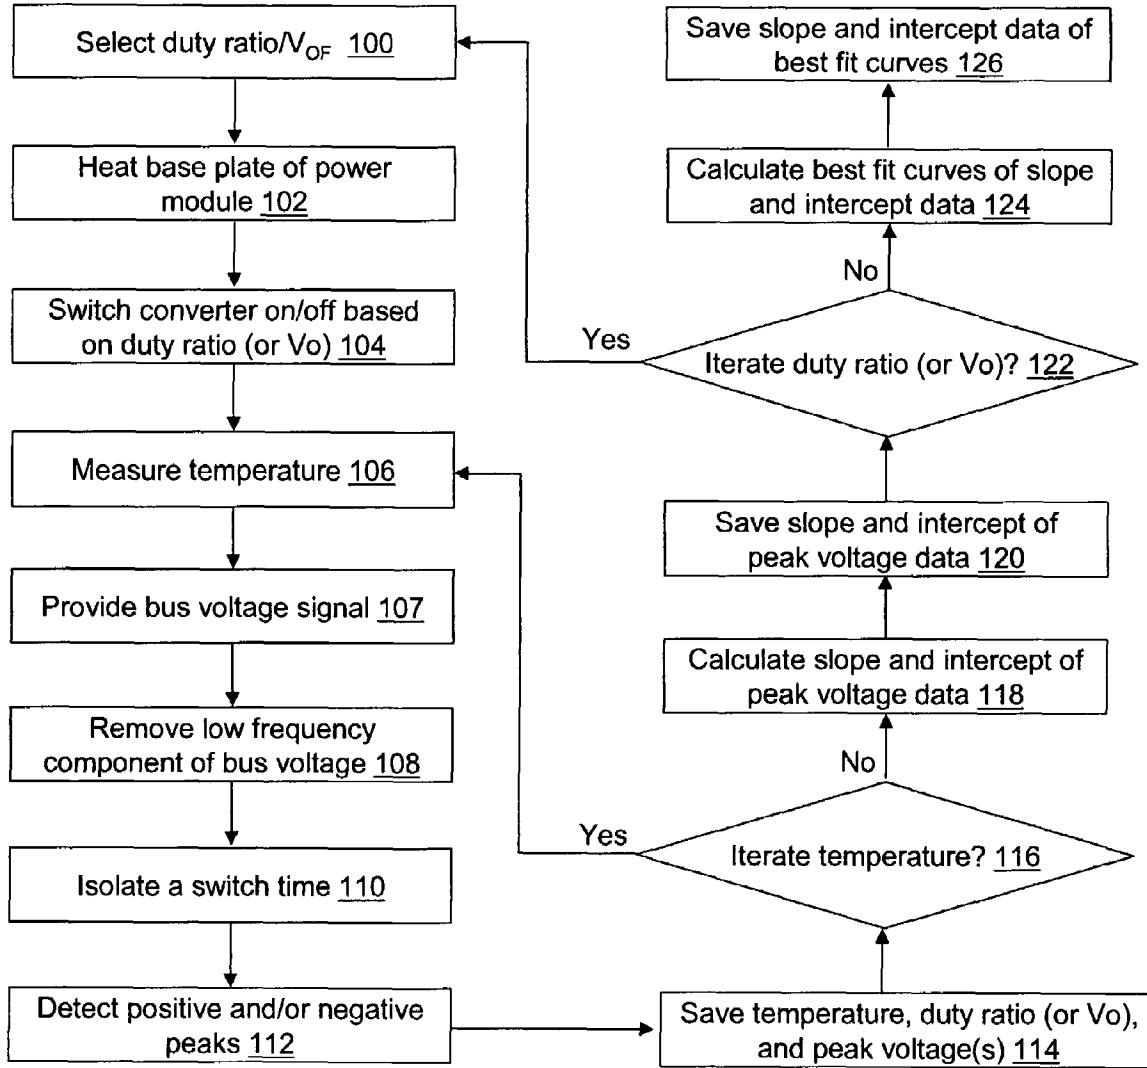 Select duty ratio/VOF 100
Heat base plate of power
module 102
Switch converter on/off based
on duty ratio (or Vo) 104
Measure temperature 106
Provide bus voltage signal 107
Remove low frequency
component of bus voltage 108
Isolate a switch time 110
Detect positive and/or negative
peaks 112
Save temperature, duty ratio (or Vo),
and peak voltage(s) 114
Iterate temperature? 116
Yes
No
Calculate slope and intercept of
peak voltage data 118
Save slope and intercept of
peak voltage data 120
Iterate duty ratio (or Vo)? 122
Yes
No
Calculate best fit curves of slope
and intercept data 124
Save slope and intercept data of
best fit curves 126